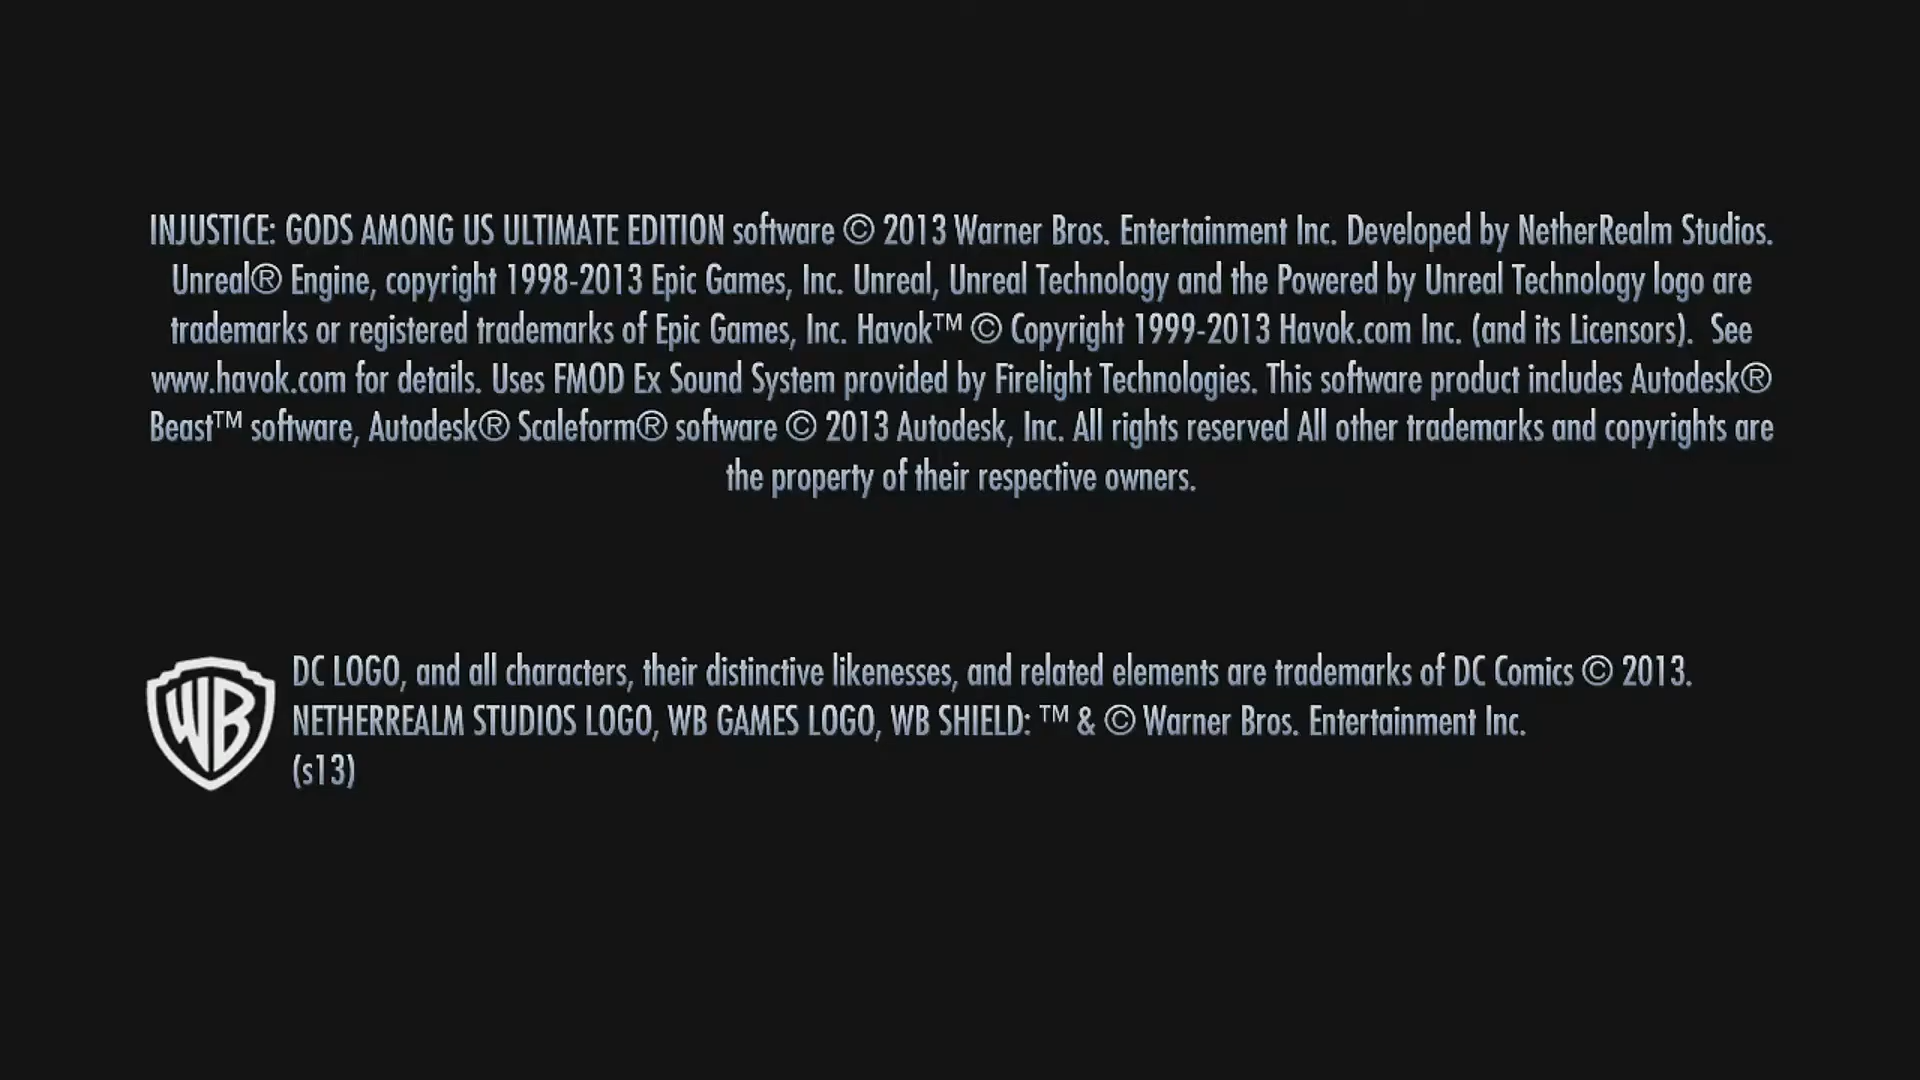 INJUSTICE: GODS AMONG US ULTIMATE EDITION software © 2013 Warner Bros. Entertainment Inc. Developed by NetherRealm Studios.
Unreal® Engine, copyright 1998-2013 Epic Games, Inc. Unreal, Unreal Technology and the Powered by Unreal Technology logo are
trademarks or registered trademarks of Epic Games, Inc. Havok™ © Copyright 1999-2013 Havok.com Inc. (and its Licensors).  See
www.havok.com for details. Uses FMOD Ex Sound System provided by Firelight Technologies. This software product includes Autodesk®
Beast™ software, Autodesk® Scaleform® software © 2013 Autodesk, Inc. All rights reserved All other trademarks and copyrights are
the property of their respective owners.
WB
DC LOGO, and all characters, their distinctive likenesses, and related elements are trademarks of DC Comics © 2013.
NETHERREALM STUDIOS LOGO, WB GAMES LOGO, WB SHIELD: ™ & © Warner Bros. Entertainment Inc.
(s13)